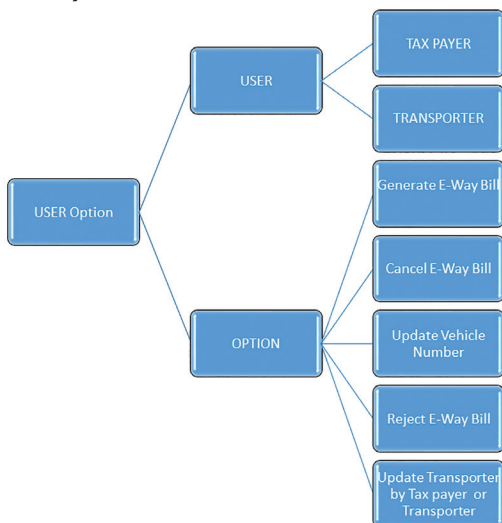 TAX PAYER
USER
TRANSPORTER
Generate E-Way Bill
USER Option
Cancel E-Way Bill
OPTION
Update Vehicle
Number
Reject E-Way Bill
Update Transporter
by Tax payer or
Transporter